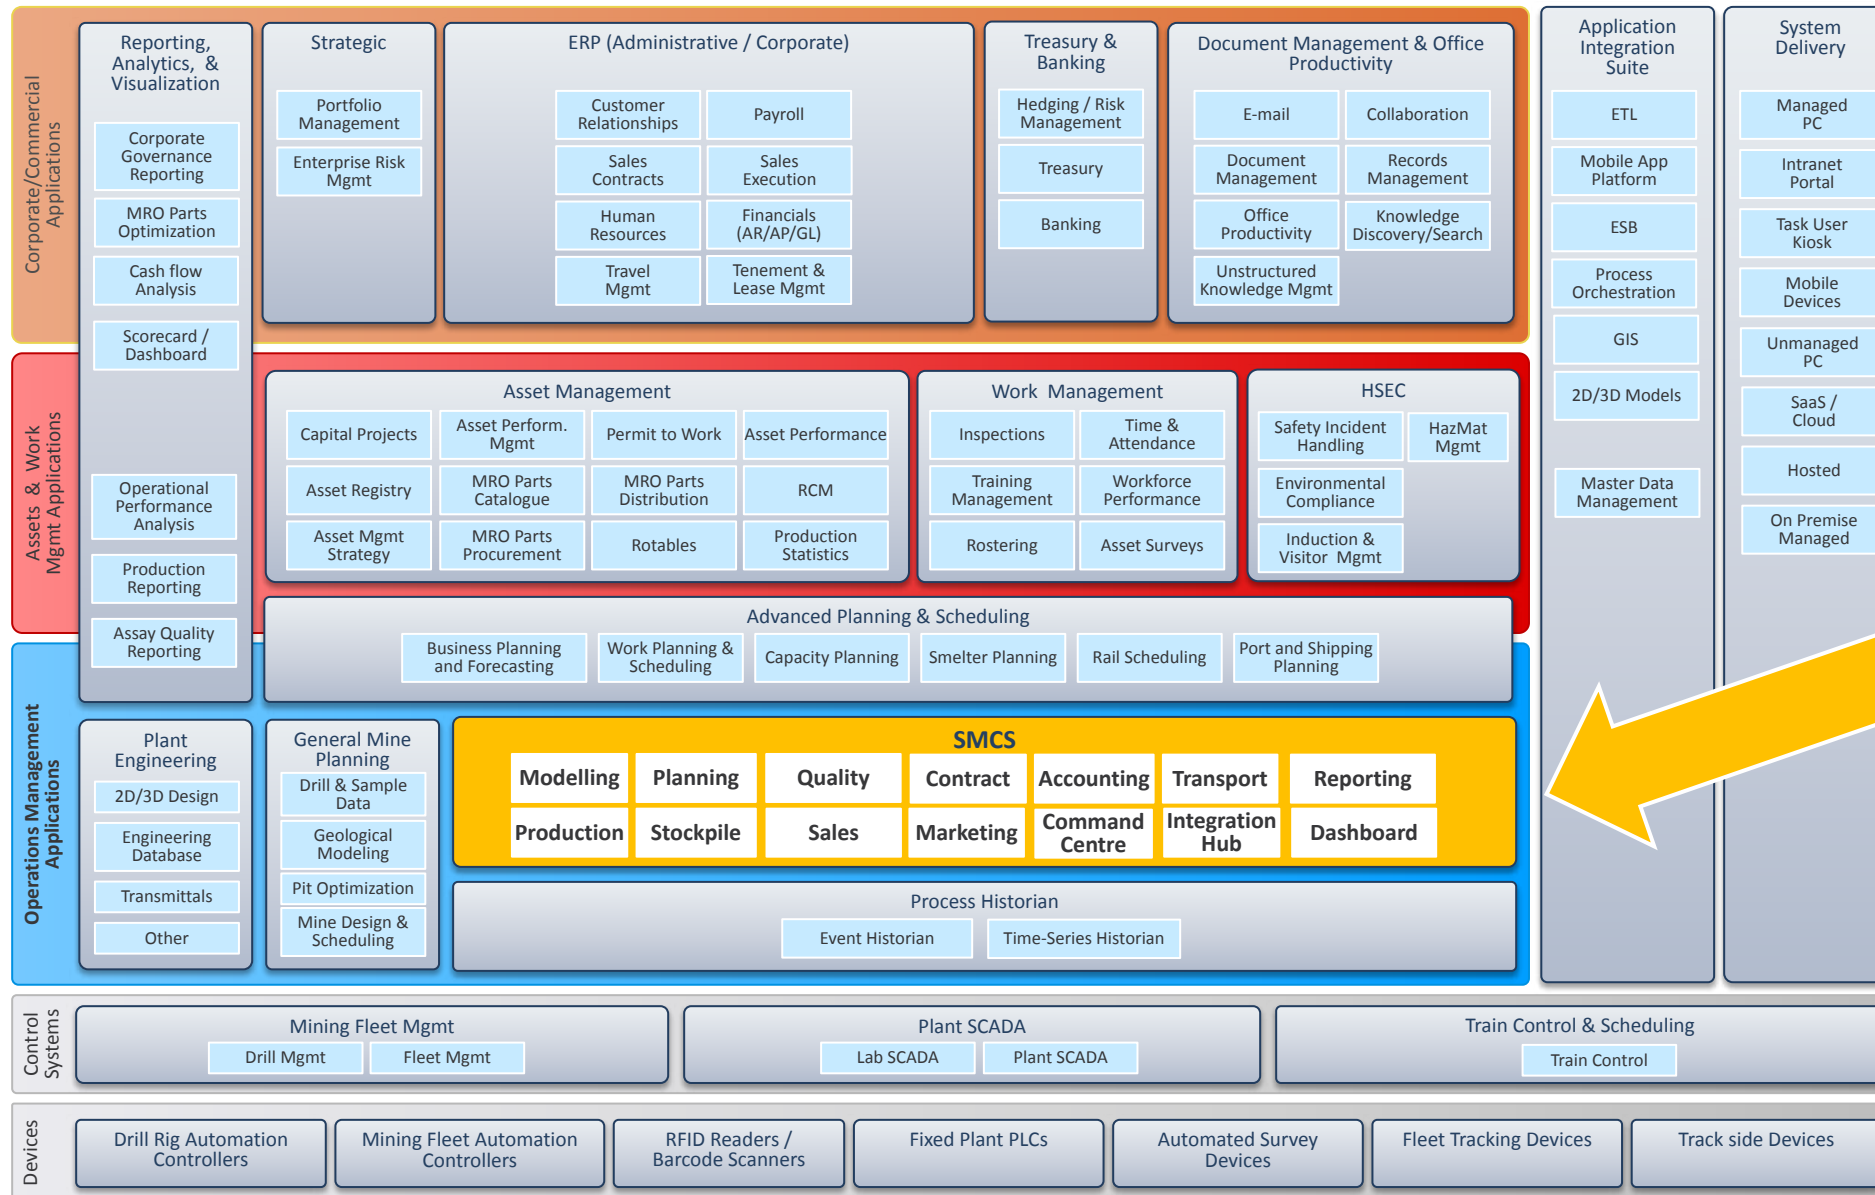 Corporate/Commercial
Applications
Reporting,
Analytics, &
Visualization
Corporate
Governance
Reporting
MRO Parts
Optimization
Cash flow
Analysis
Scorecard /
Dashboard
Operational
Performance
Analysis
Production
Reporting
Assay Quality
Reporting
Strategic
Portfolio
Management
Enterprise Risk
Mgmt
ERP (Administrative / Corporate)
Customer
Relationships
Payroll
Sales
Contracts
Sales
Execution
Human
Resources
Financials
(AR/AP/GL)
Travel
Mgmt
Tenement &
Lease Mgmt
Treasury &
Banking
Hedging / Risk
Management
Treasury
Banking
Document Management & Office
Productivity
E-mail
Collaboration
Document
Management
Records
Management
Office
Productivity
Knowledge
Discovery/Search
Unstructured
Knowledge Mgmt
Application
Integration
Suite
ETL
Mobile App
Platform
ESB
Process
Orchestration
GIS
2D/3D Models
Master Data
Management
System
Delivery
Managed
PC
Intranet
Portal
Task User
Kiosk
Mobile
Devices
Unmanaged
PC
SaaS /
Cloud
Hosted
On Premise
Managed
Assets & Work
Mgmt Applications
Asset Management
Capital Projects
Asset Perform.
Mgmt
Permit to Work
Asset Performance
Asset Registry
MRO Parts
Catalogue
MRO Parts
Distribution
RCM
Asset Mgmt
Strategy
MRO Parts
Procurement
Rotables
Production
Statistics
Work Management
Inspections
Time &
Attendance
Training
Management
Workforce
Performance
Rostering
Asset Surveys
HSEC
Safety Incident
Handling
HazMat
Mgmt
Environmental
Compliance
Induction &
Visitor Mgmt
Advanced Planning & Scheduling
Business Planning
and Forecasting
Work Planning &
Scheduling
Capacity Planning
Smelter Planning
Rail Scheduling
Port and Shipping
Planning
Operations Management
Applications
Plant
Engineering
2D/3D Design
Engineering
Database
Transmittals
Other
General Mine
Planning
Drill & Sample
Data
Geological
Modeling
Pit Optimization
Mine Design &
Scheduling
SMCS
Modelling
Planning
Quality
Contract
Accounting
Transport
Reporting
Production
Stockpile
Sales
Marketing
Command
Centre
Integration
Hub
Dashboard
Process Historian
Event Historian
Time-Series Historian
Control
Systems
Mining Fleet Mgmt
Drill Mgmt
Fleet Mgmt
Plant SCADA
Lab SCADA
Plant SCADA
Train Control & Scheduling
Train Control
Devices
Drill Rig Automation
Controllers
Mining Fleet Automation
Controllers
RFID Readers /
Barcode Scanners
Fixed Plant PLCs
Automated Survey
Devices
Fleet Tracking Devices
Track side Devices